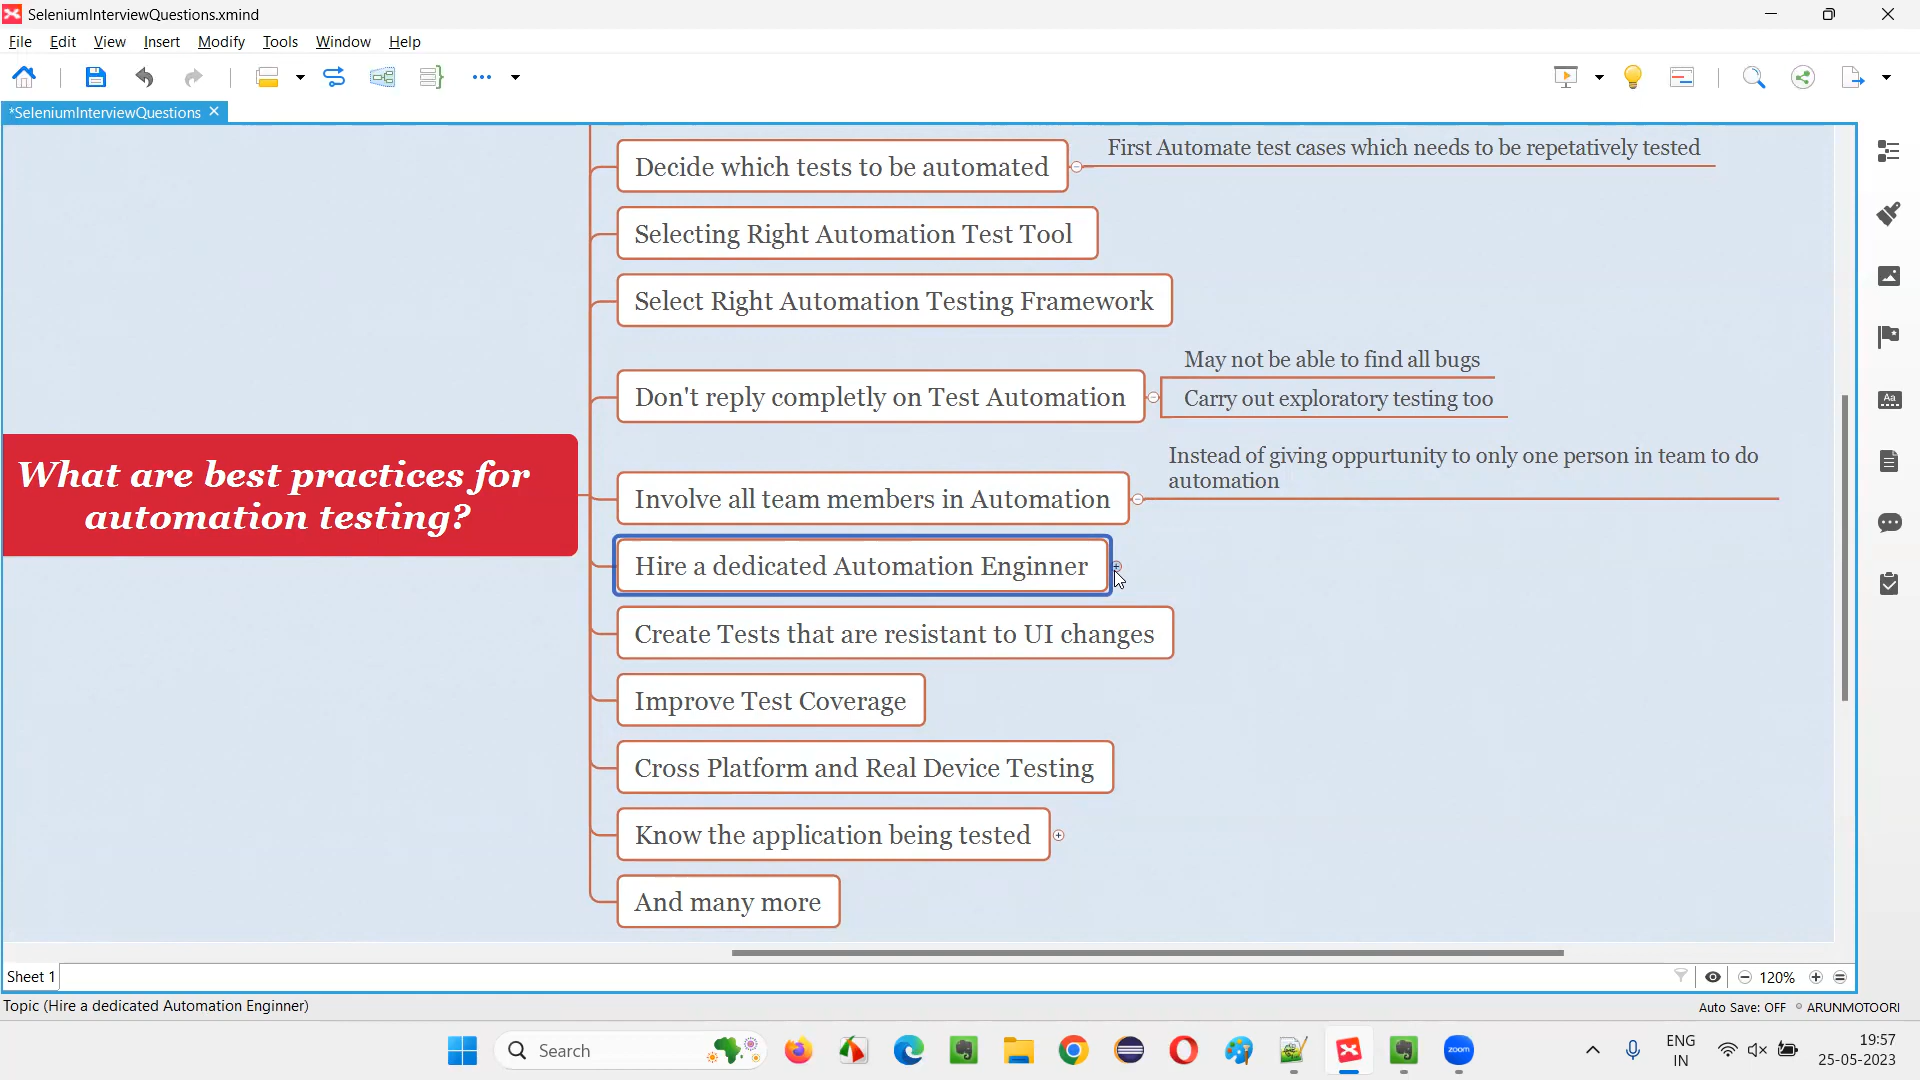 SeleniumInterviewQuestions.xmind
File Edit View Insert Modify Tools Window Help
*SeleniumInterviewQuestions
Decide which tests to be automated
First Automate test cases which needs to be repetatively tested
Selecting Right Automation Test Tool
Select Right Automation Testing Framework
May not be able to find all bugs
Don't reply completly on Test Automation
Carry out exploratory testing too
What are best practices for
automation testing?
Instead of giving oppurtunity to only one person in team to do
automation
Involve all team members in Automation
Hire a dedicated Automation Enginner
Create Tests that are resistant to UI changes
Improve Test Coverage
Cross Platform and Real Device Testing
Know the application being tested
And many more
Sheet 1
120%
Topic (Hire a dedicated Automation Enginner)
Auto Save: OFF
ARUNMOTOORI
Search
zoom
ENG
IN
19:57
25-05-2023